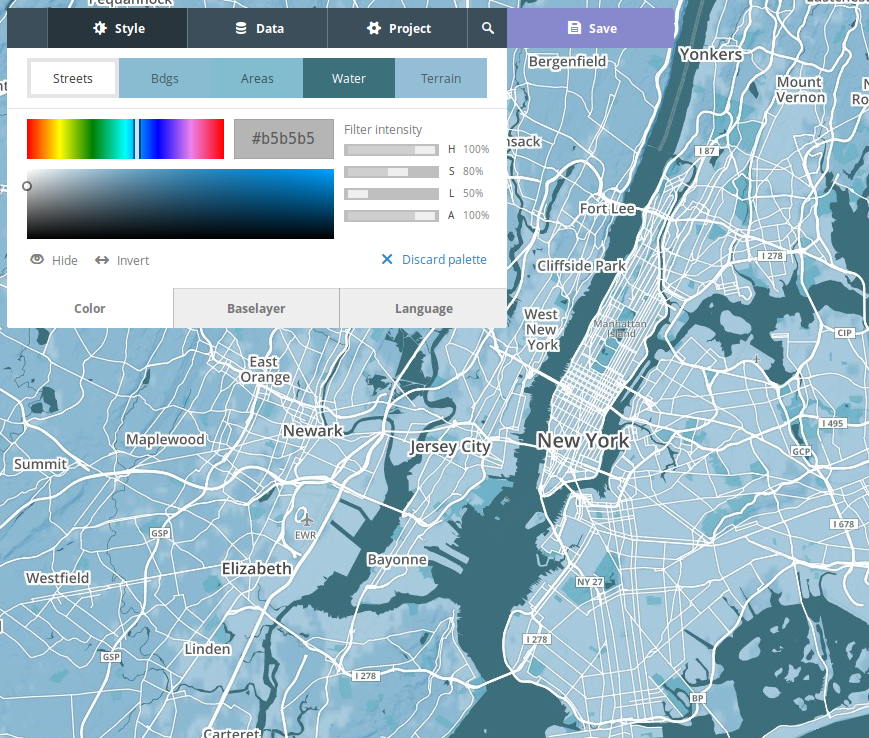 Pequannock
Style
Data
Project
Save
Streets
Bdgs
Areas
Water
Terrain
#b5b5b5
Filter intensity
H 100%
S 80%
L 50%
A 100%
Hide
Invert
Discard palette
Color
Baselayer
Language
Yonkers
Bergenfield
Mount
Vernon
I 87
Fort Lee
I 278
Cliffside Park
West
New
York
Manhattan
Island
CIP
East
Orange
Newark
Maplewood
Jersey City
New York
I 495
GCP
Summit
I 678
GSP
EWR
Bayonne
Elizabeth
Westfield
NY 27
I 278
Linden
GSP
I 278
BP
Carteret